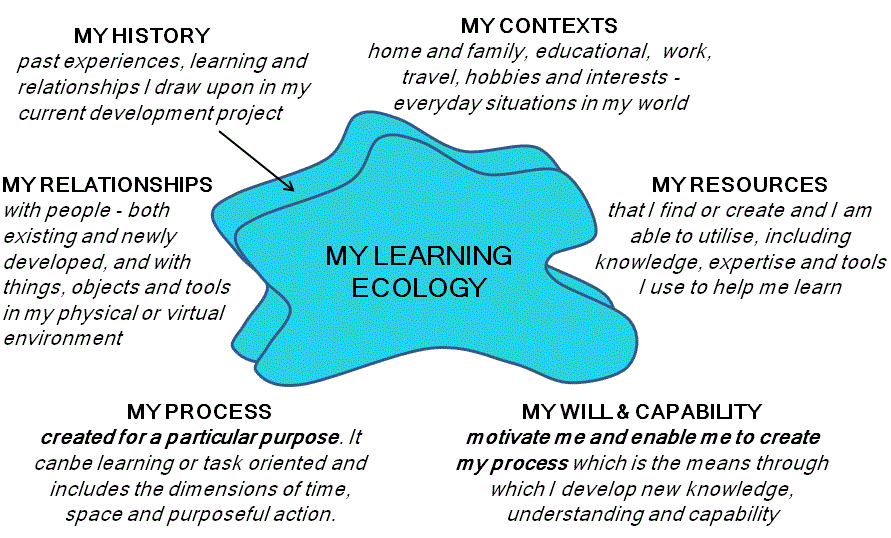 MY HISTORY
past experiences, learning and
relationships I draw upon in my
current development project
MY CONTEXTS
home and family, educational, work,
travel, hobbies and interests -
everyday situations in my world
MY RELATIONSHIPS
with people - both
existing and newly
developed, and with
things, objects and tools
in my physical or virtual
environment
MY LEARNING
ECOLOGY
MY RESOURCES
that I find or create and I am
able to utilise, including
knowledge, expertise and tools
I use to help me learn
MY PROCESS
created for a particular purpose. It
canbe learning or task oriented and
includes the dimensions of time,
space and purposeful action.
MY WILL & CAPABILITY
motivate me and enable me to create
my process which is the means through
which I develop new knowledge,
understanding and capability